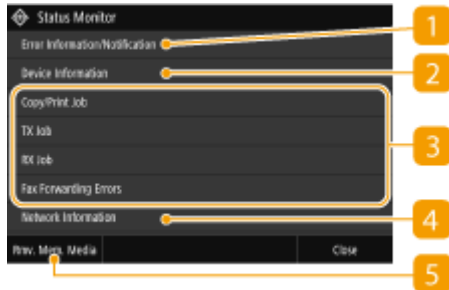 Status Monitor
1
Error Information/Notification
Device Information
2
Copy/Print Job
TX Job
3
RX Job
Fax Forwarding Errors
Network Information
4
Rmv. Mem. Media
Close
5